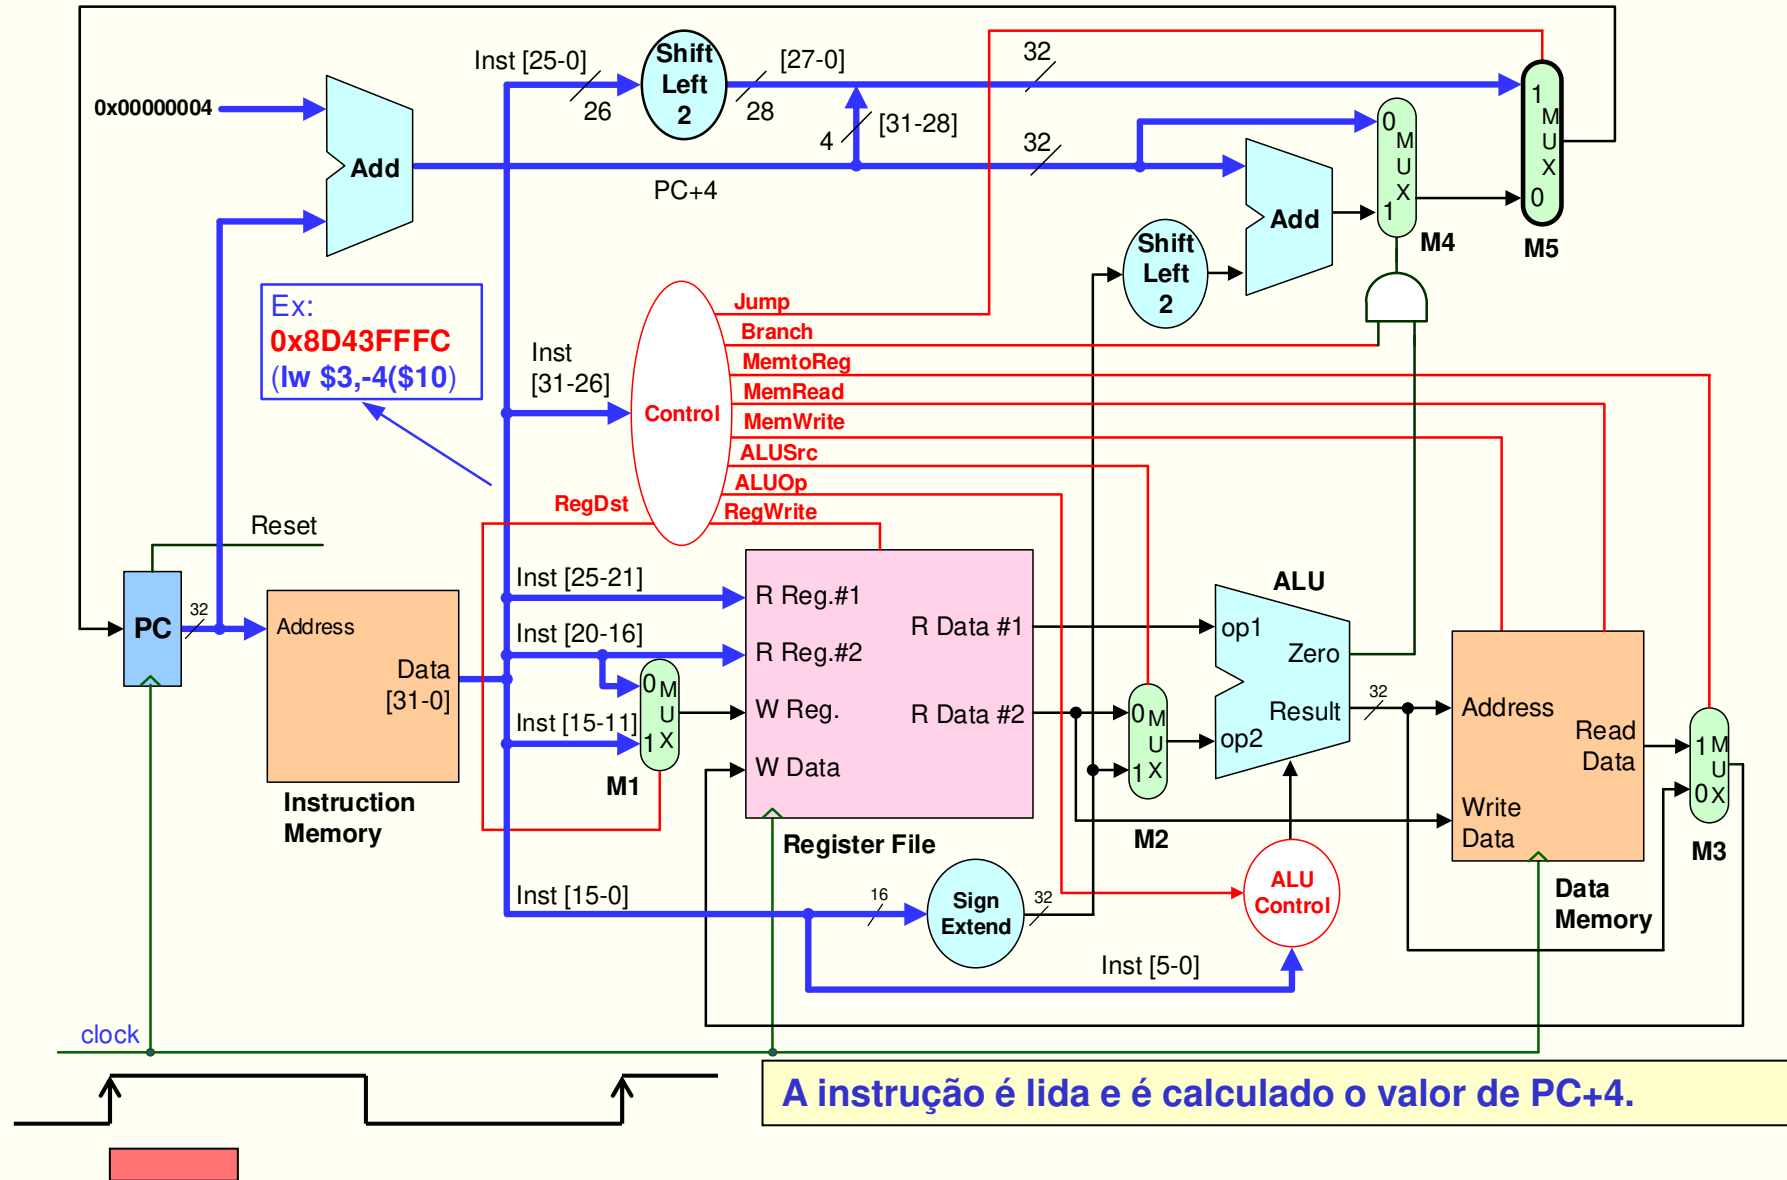 Inst [25-0]
26
Shift
Left
2
28
[27-0]
4
[31-28]
32
0x00000004
Add
PC+4
32
0
M
U
X
1
M4
1
M
U
X
0
M5
Add
Shift
Left
2
Ex:
0x8D43FFFC
(lw $3,-4($10)
Inst
[31-26]
Control
Jump
Branch
MemtoReg
MemRead
MemWrite
ALUSrc
ALUOp
RegWrite
RegDst
Reset
PC
32
Address
Data
[31-0]
Instruction
Memory
Inst [25-21]
Inst [20-16]
Inst [15-11]
0
M
U
X
1
M1
R Reg.#1
R Reg.#2
W Reg.
W Data
R Data #1
R Data #2
Register File
0
M
U
X
1
M2
ALU
op1
Zero
Result
op2
32
Address
Read
Data
Write
Data
Data
Memory
1
M
U
X
0
M3
Inst [15-0]
16
Sign
Extend
32
ALU
Control
Inst [5-0]
clock
A instrução é lida e é calculado o valor de PC+4.